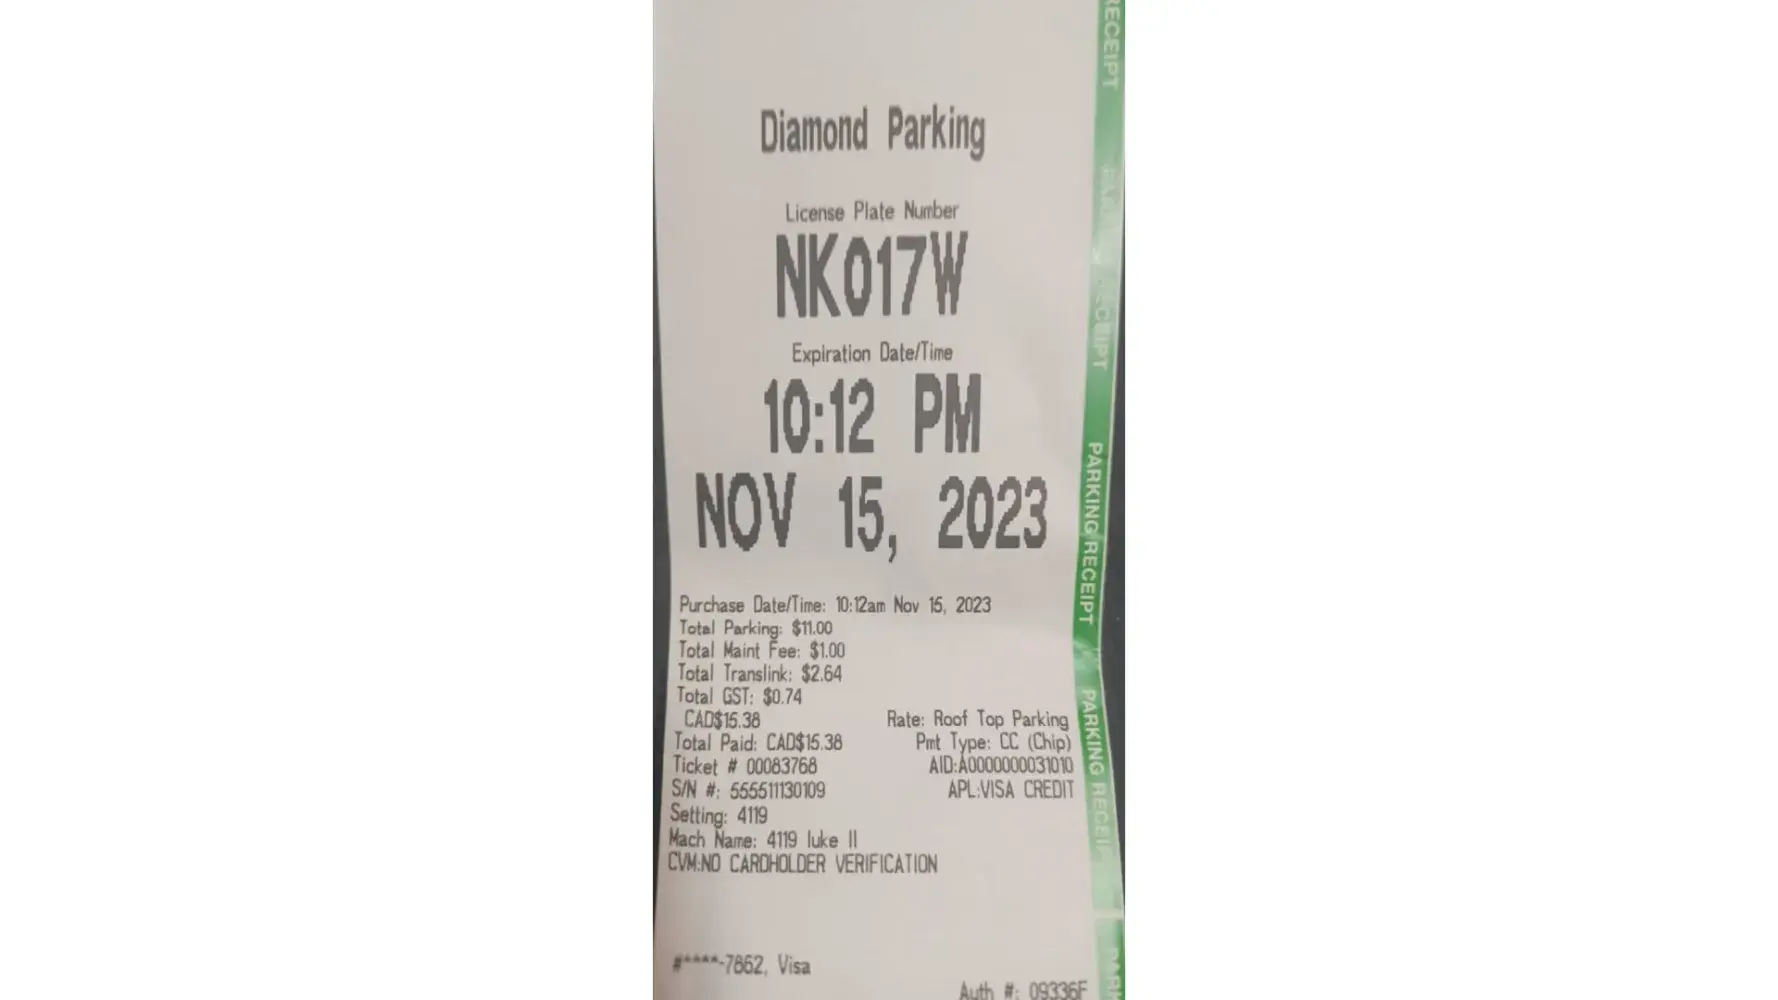 Diamond Parking
License Plate Number
NK017W
Expiration Date/Time
10:12 PM
NOV 15, 2023
Purchase Date/Time: 10:12am Nov 15, 2023
Total Parking: $11.00
Total Maint Fee: $1.00
Total Translink: $2.64
Total GST: $0.74
CAD$15.38 Rate: Roof Top Parking
Total Paid: CAD$15.38 Pmt Type: CC (Chip)
Ticket # 00083768 AID:A0000000031010
S/N #: 555511130109 APL:VISA CREDIT
Setting: 4119
Mach Name: 4119 luke II
CVM:NO CARDHOLDER VERIFICATION
#****-7862, Visa
Auth #: 09336F
RECEIPT
RECEIPT
PARKING RECEIPT
PARKING RECEIPT